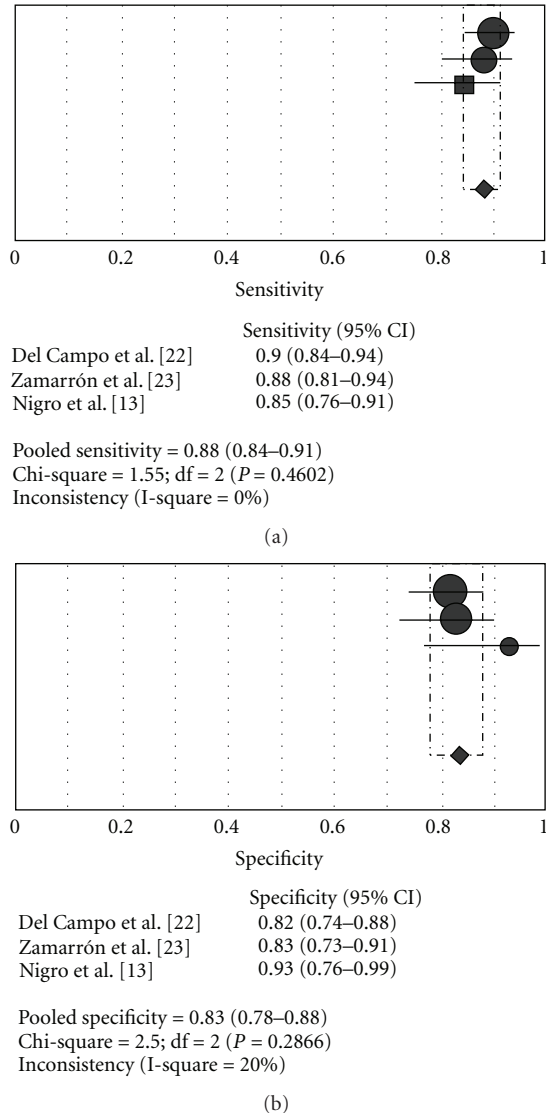 0 0.2 0.4 0.6 0.8 1
Sensitivity
Sensitivity (95% CI)
Del Campo et al. [22] 0.9 (0.84–0.94)
Zamarrón et al. [23] 0.88 (0.81–0.94)
Nigro et al. [13] 0.85 (0.76–0.91)
Pooled sensitivity = 0.88 (0.84–0.91)
Chi-square = 1.55; df = 2 (P = 0.4602)
Inconsistency (I-square = 0%)
(a)
0 0.2 0.4 0.6 0.8 1
Specificity
Specificity (95% CI)
Del Campo et al. [22] 0.82 (0.74–0.88)
Zamarrón et al. [23] 0.83 (0.73–0.91)
Nigro et al. [13] 0.93 (0.76–0.99)
Pooled specificity = 0.83 (0.78–0.88)
Chi-square = 2.5; df = 2 (P = 0.2866)
Inconsistency (I-square = 20%)
(b)